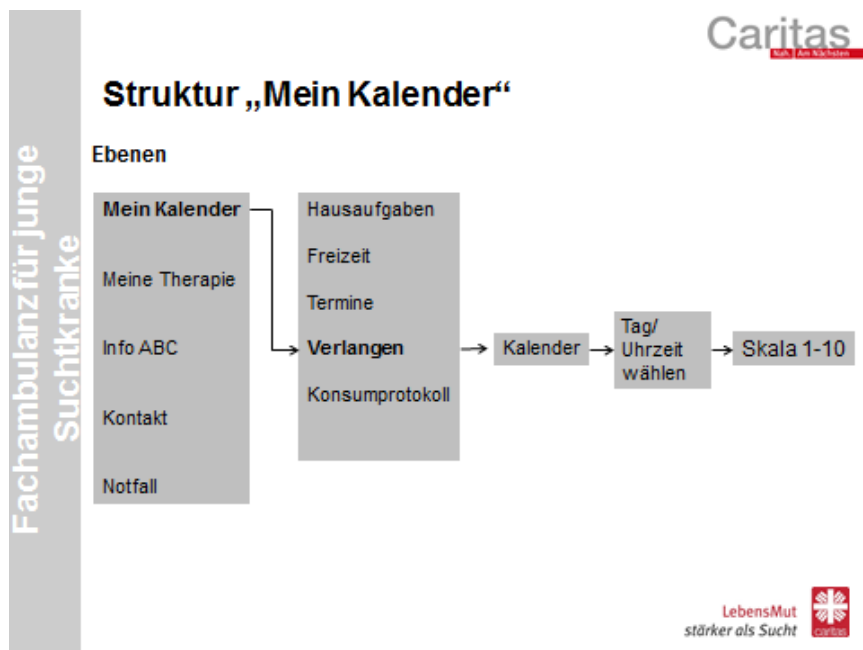 Caritas
Nah. Am Nächsten
Struktur „Mein Kalender“
Fachambulanz für junge
Suchtkranke
Ebenen
Mein Kalender
Meine Therapie
Info ABC
Kontakt
Notfall
Hausaufgaben
Freizeit
Termine
Verlangen
Konsumprotokoll
Kalender
Tag/
Uhrzeit
wählen
Skala 1-10
LebensMut
stärker als Sucht
caritas